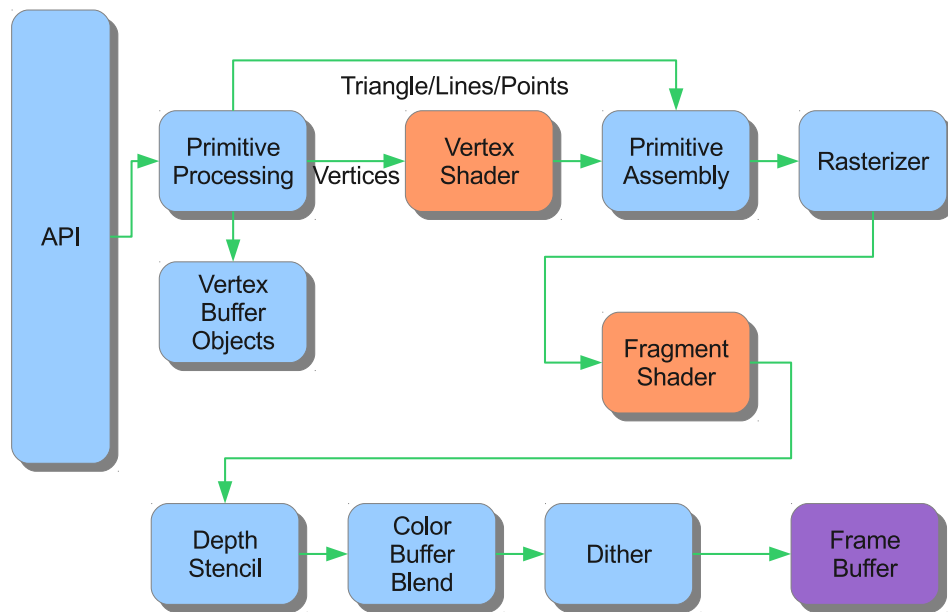 Triangle/Lines/Points
API
Primitive
Processing
Vertices
Vertex
Shader
Primitive
Assembly
Rasterizer
Vertex
Buffer
Objects
Fragment
Shader
Depth
Stencil
Color
Buffer
Blend
Dither
Frame
Buffer